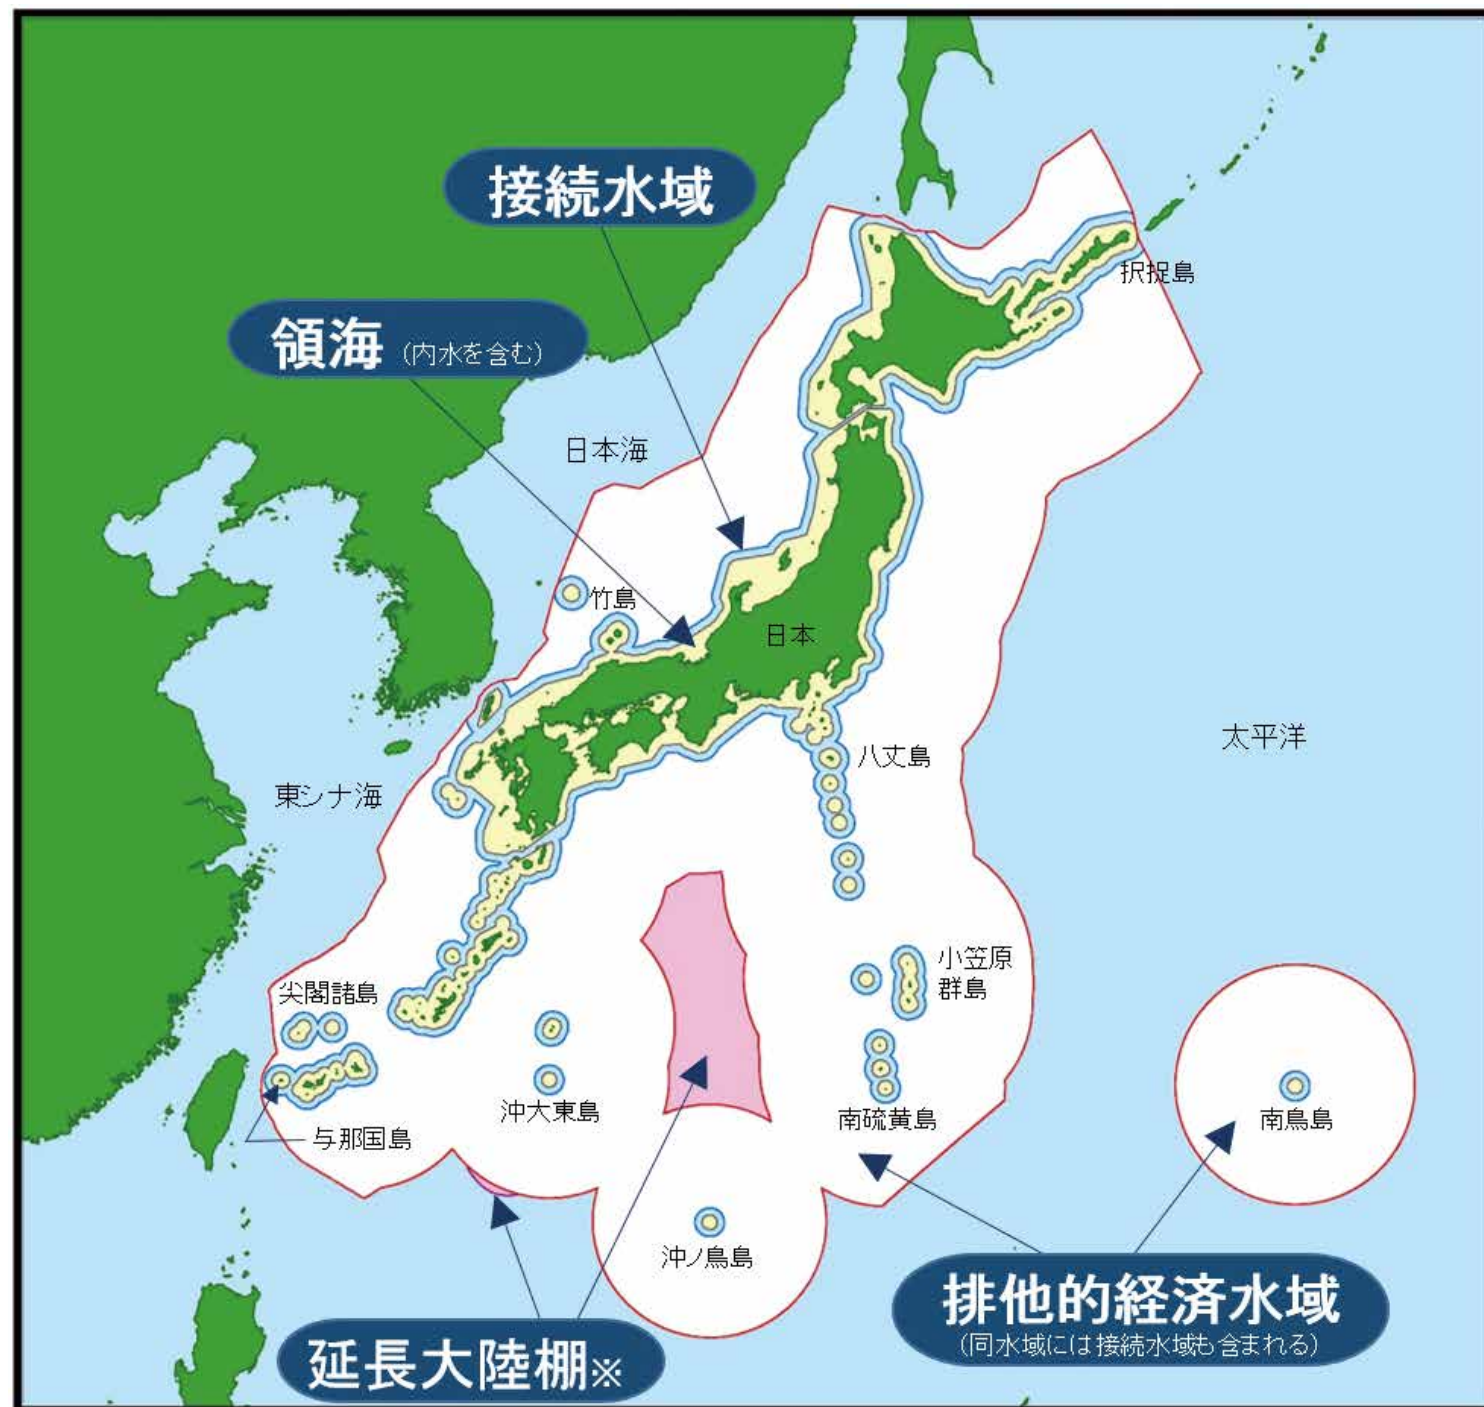 接続水域
領海 (内水を含む)
択捉島
日本海
竹島
日本
太平洋
八丈島
東シナ海
小笠原
群島
尖閣諸島
沖大東島
南硫黄島
南鳥島
与那国島
沖ノ鳥島
排他的経済水域
(同水域には接続水域も含まれる)
延長大陸棚※